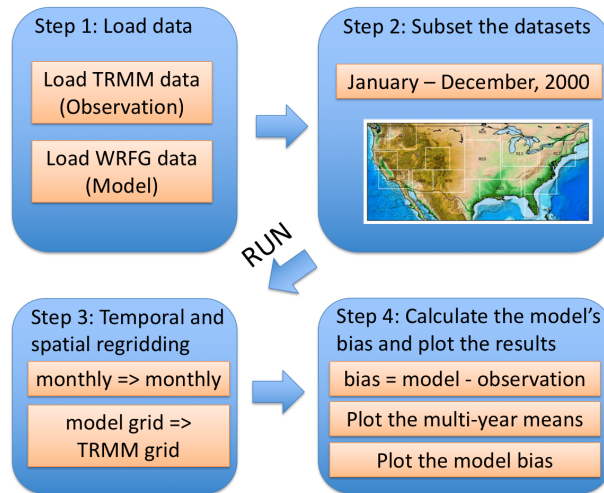 Step 1: Load data
Load TRMM data
(Observation)
Load WRFG data
(Model)
Step 2: Subset the datasets
January – December, 2000
RUN
Step 3: Temporal and
spatial regridding
monthly => monthly
model grid =>
TRMM grid
Step 4: Calculate the model's
bias and plot the results
bias = model - observation
Plot the multi-year means
Plot the model bias